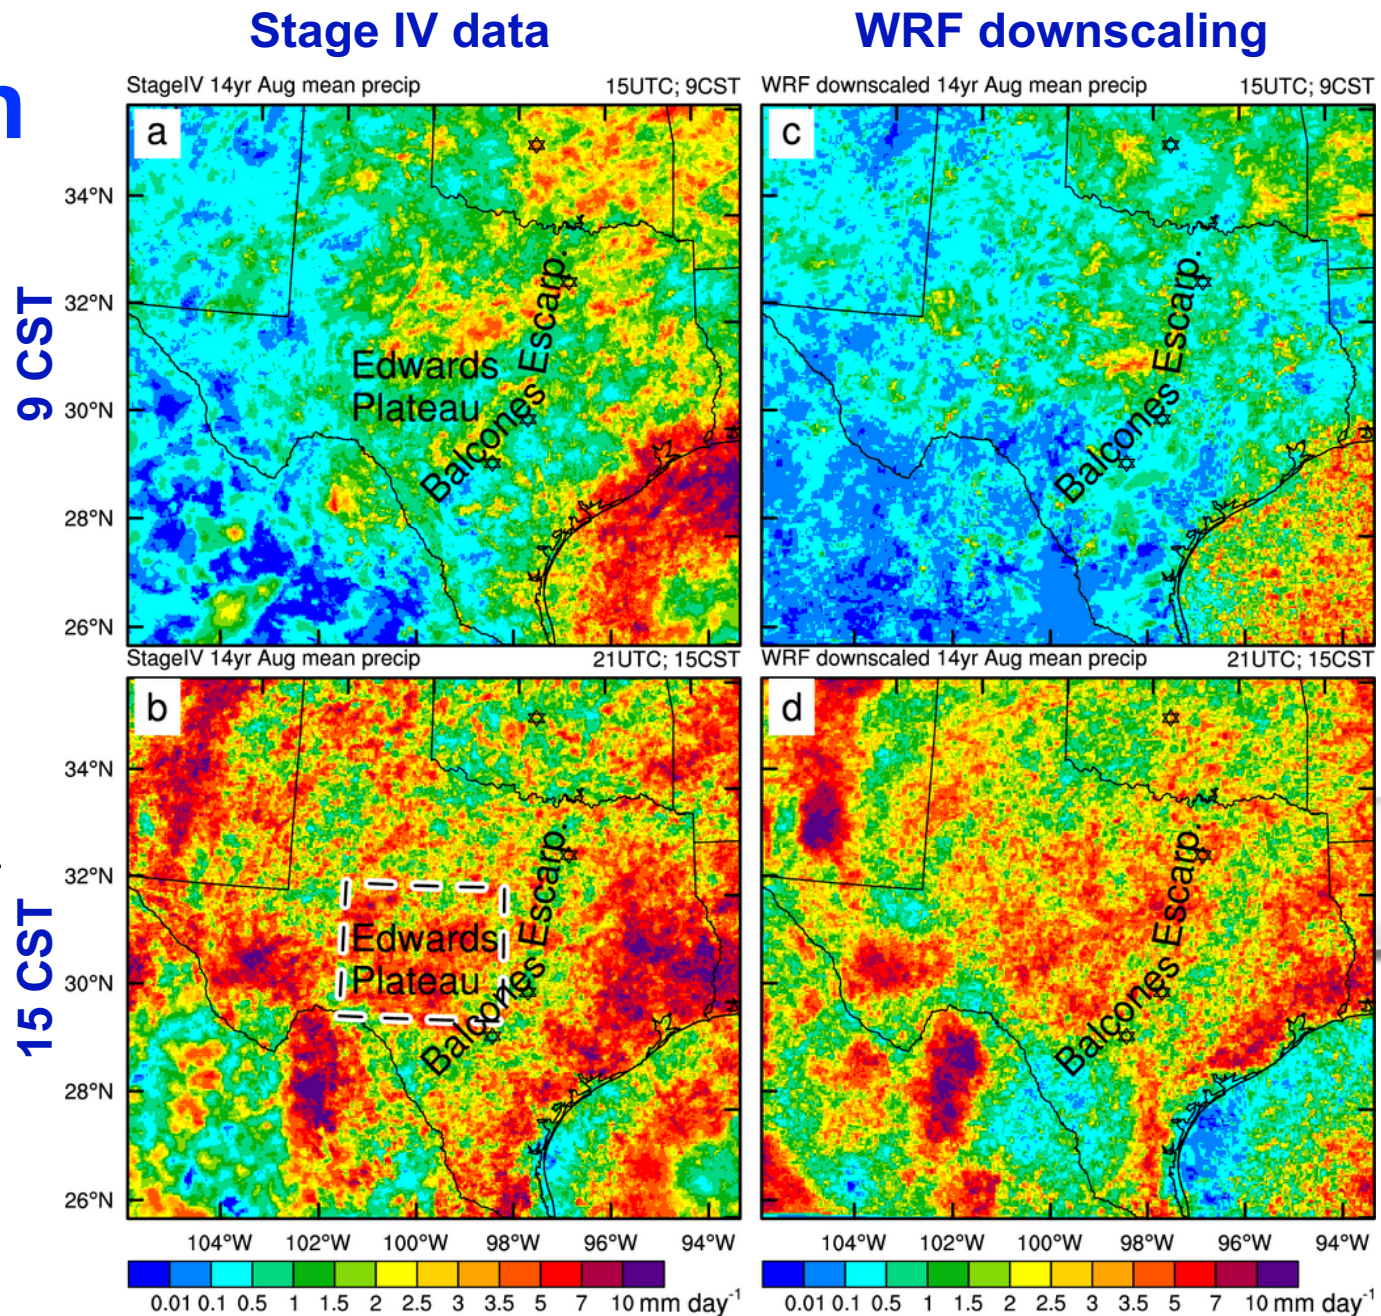 Stage IV data
WRF downscaling
n
StageIV 14yr Aug mean precip 15UTC; 9CST
WRF downscaled 14yr Aug mean precip 15UTC; 9CST
a
c
34°N
32°N
30°N
28°N
26°N
9 CST
Edwards
Plateau
Balcones Escarp.
Balcones Escarp.
StageIV 14yr Aug mean precip 21UTC; 15CST
WRF downscaled 14yr Aug mean precip 21UTC; 15CST
b
d
34°N
32°N
30°N
28°N
26°N
15 CST
Edwards
Plateau
Balcones Escarp.
Balcones Escarp.
104°W 102°W 100°W 98°W 96°W 94°W
104°W 102°W 100°W 98°W 96°W 94°W
0.01 0.1 0.5 1 1.5 2 2.5 3 3.5 5 7 10 mm day-1
0.01 0.1 0.5 1 1.5 2 2.5 3 3.5 5 7 10 mm day-1